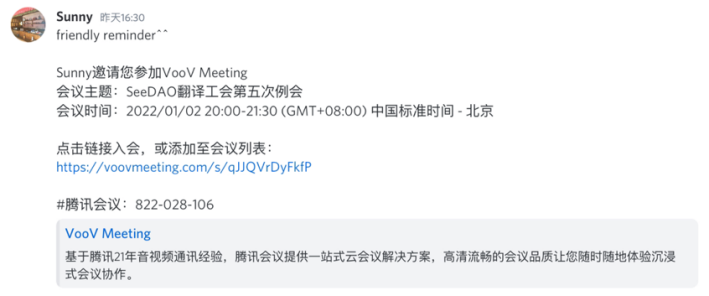 Sunny 昨天16:30
friendly reminder^^
Sunny邀请您参加VooV Meeting
会议主题：SeeDAO翻译工会第五次例会
会议时间：2022/01/02 20:00-21:30 (GMT+08:00) 中国标准时间 - 北京
点击链接入会，或添加至会议列表：
https://voovmeeting.com/s/qJJQVrDyFkfP
#腾讯会议：822-028-106
VooV Meeting
基于腾讯21年音视频通讯经验，腾讯会议提供一站式云会议解决方案，高清流畅的会议品质让您随时随地体验沉浸
式会议协作。